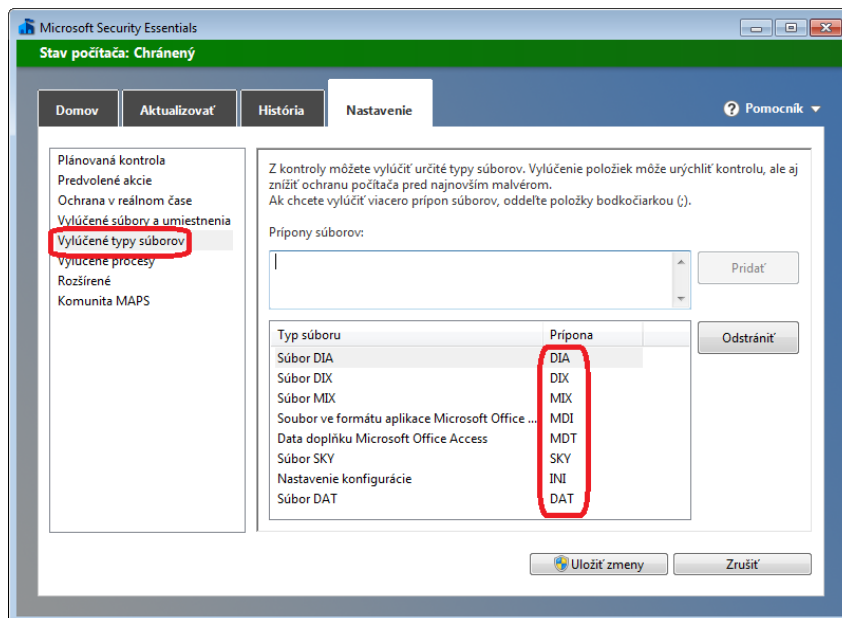 Microsoft Security Essentials
Stav počítača: Chránený
Domov
Aktualizovať
História
Nastavenie
Pomocník
Plánovaná kontrola
Predvolené akcie
Ochrana v reálnom čase
Vylúčené súbory a umiestnenia
Vylúčené typy súborov
Vylúčené procesy
Rozšírené
Komunita MAPS
Z kontroly môžete vylúčiť určité typy súborov. Vylúčenie položiek môže urýchliť kontrolu, ale aj
znížiť ochranu počítača pred najnovším malvérom.
Ak chcete vylúčiť viacero prípon súborov, oddeľte položky bodkočiarkou (;).
Prípony súborov:
Pridať
Typ súboru Prípona
Odstrániť
Súbor DIA DIA
Súbor DIX DIX
Súbor MIX MIX
Soubor ve formátu aplikace Microsoft Office ... MDI
Data doplňku Microsoft Office Access MDT
Súbor SKY SKY
Nastavenie konfigurácie INI
Súbor DAT DAT
Uložiť zmeny
Zrušiť